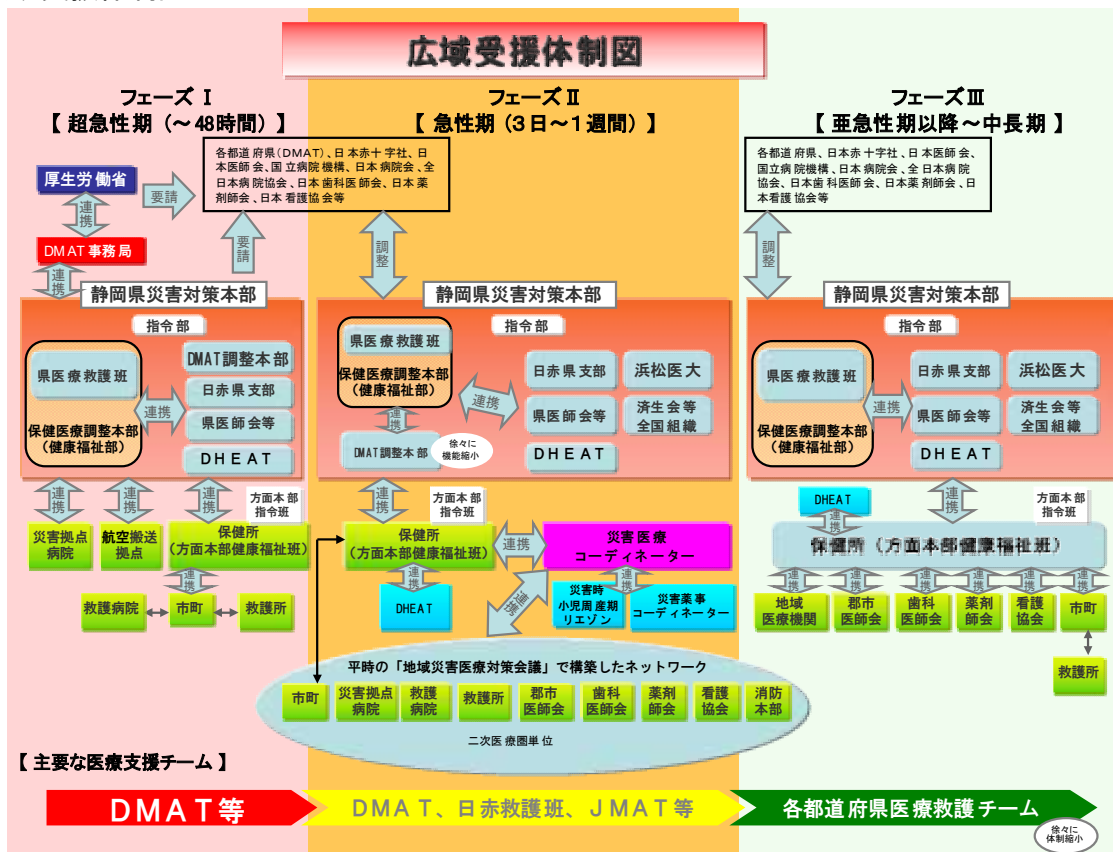 広域受援体制図
フェーズⅠ
【 超急性期（～48時間）】
厚生労働省
連携
要請
DMAT事務局
連携
要請
各都道府県（DMAT）、日本赤十字社、日
本医師会、国立病院機構、日本病院会、全
日本病院協会、日本歯科医師会、日本薬
剤師会、日本看護協会等
静岡県災害対策本部
指令部
県医療救護班
保健医療調整本部
（健康福祉部）
連携
DMAT調整本部
日赤県支部
県医師会等
DHEAT
連携
連携
連携
方面本部
指令班
災害拠点
病院
航空搬送
拠点
保健所
（方面本部健康福祉班）
連携
救護病院
市町
救護所
フェーズⅡ
【 急性期（3日～1週間）】
調整
静岡県災害対策本部
指令部
県医療救護班
保健医療調整本部
（健康福祉部）
連携
DMAT調整本部
徐々に
機能縮小
連携
日赤県支部
浜松医大
県医師会等
済生会等
全国組織
DHEAT
連携
方面本部
指令班
保健所
（方面本部健康福祉班）
連携
災害医療
コーディネーター
連携
DHEAT
連携
連携
災害時
小児周産期
リエゾン
災害薬事
コーディネーター
平時の「地域災害医療対策会議」で構築したネットワーク
市町
災害拠点
病院
救護
病院
救護所
郡市
医師会
歯科
医師会
薬剤
師会
看護
協会
消防
本部
二次医療圏単位
フェーズⅢ
【 亜急性期以降～中長期 】
各都道府県、日本赤十字社、日本医師会、
国立病院機構、日本病院会、全日本病院
協会、日本歯科医師会、日本薬剤師会、日
本看護協会等
調整
静岡県災害対策本部
指令部
県医療救護班
保健医療調整本部
（健康福祉部）
連携
日赤県支部
浜松医大
県医師会等
済生会等
全国組織
DHEAT
連携
方面本部
指令班
DHEAT
連携
保健所（方面本部健康福祉班）
連携
連携
連携
連携
連携
連携
地域
医療機関
郡市
医師会
歯科
医師会
薬剤
師会
看護
協会
市町
救護所
【 主要な医療支援チーム 】
DMAT等
DMAT、日赤救護班、JMAT等
各都道府県医療救護チーム
徐々に
体制縮小